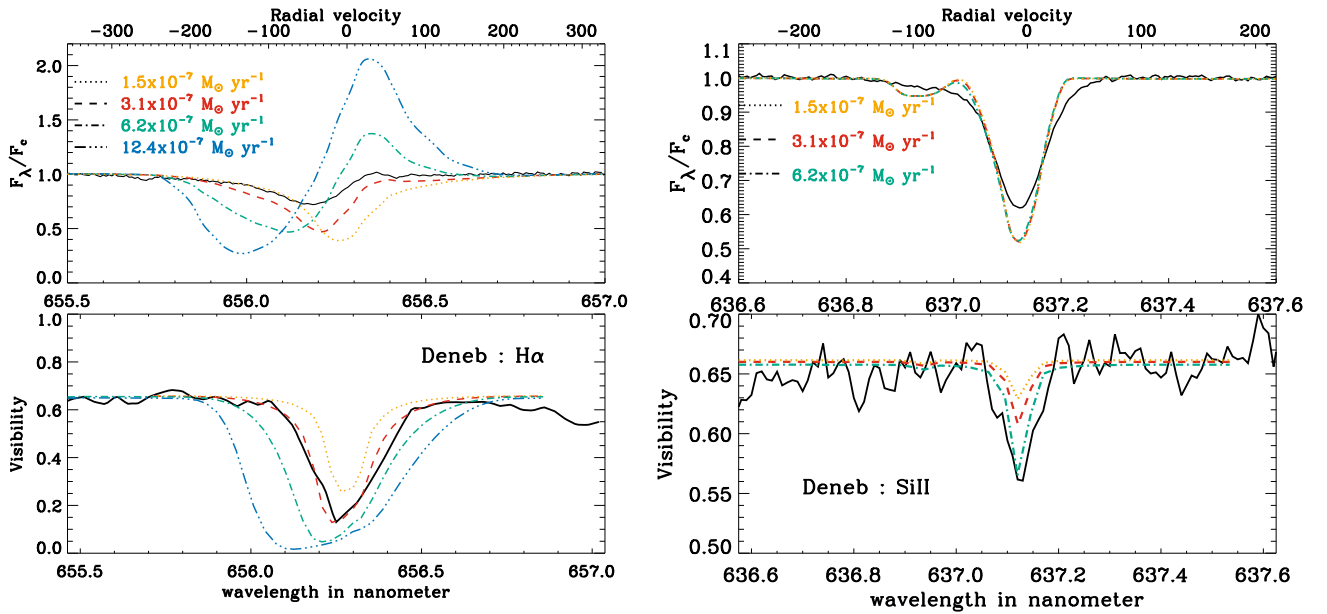 Radial velocity
-300 -200 -100 0 100 200 300
F_λ/F_c
2.0
1.5
1.0
0.5
0.0
1.5x10⁻⁷ M⊙ yr⁻¹
3.1x10⁻⁷ M⊙ yr⁻¹
6.2x10⁻⁷ M⊙ yr⁻¹
12.4x10⁻⁷ M⊙ yr⁻¹
655.5 656.0 656.5 657.0
Visibility
1.0
0.8
0.6
0.4
0.2
0.0
Deneb : Hα
655.5 656.0 656.5 657.0
wavelength in nanometer
Radial velocity
-200 -100 0 100 200
F_λ/F_c
1.1
1.0
0.9
0.8
0.7
0.6
0.5
0.4
1.5x10⁻⁷ M⊙ yr⁻¹
3.1x10⁻⁷ M⊙ yr⁻¹
6.2x10⁻⁷ M⊙ yr⁻¹
636.6 636.8 637.0 637.2 637.4 637.6
Visibility
0.70
0.65
0.60
0.55
0.50
Deneb : SiII
636.6 636.8 637.0 637.2 637.4 637.6
wavelength in nanometer